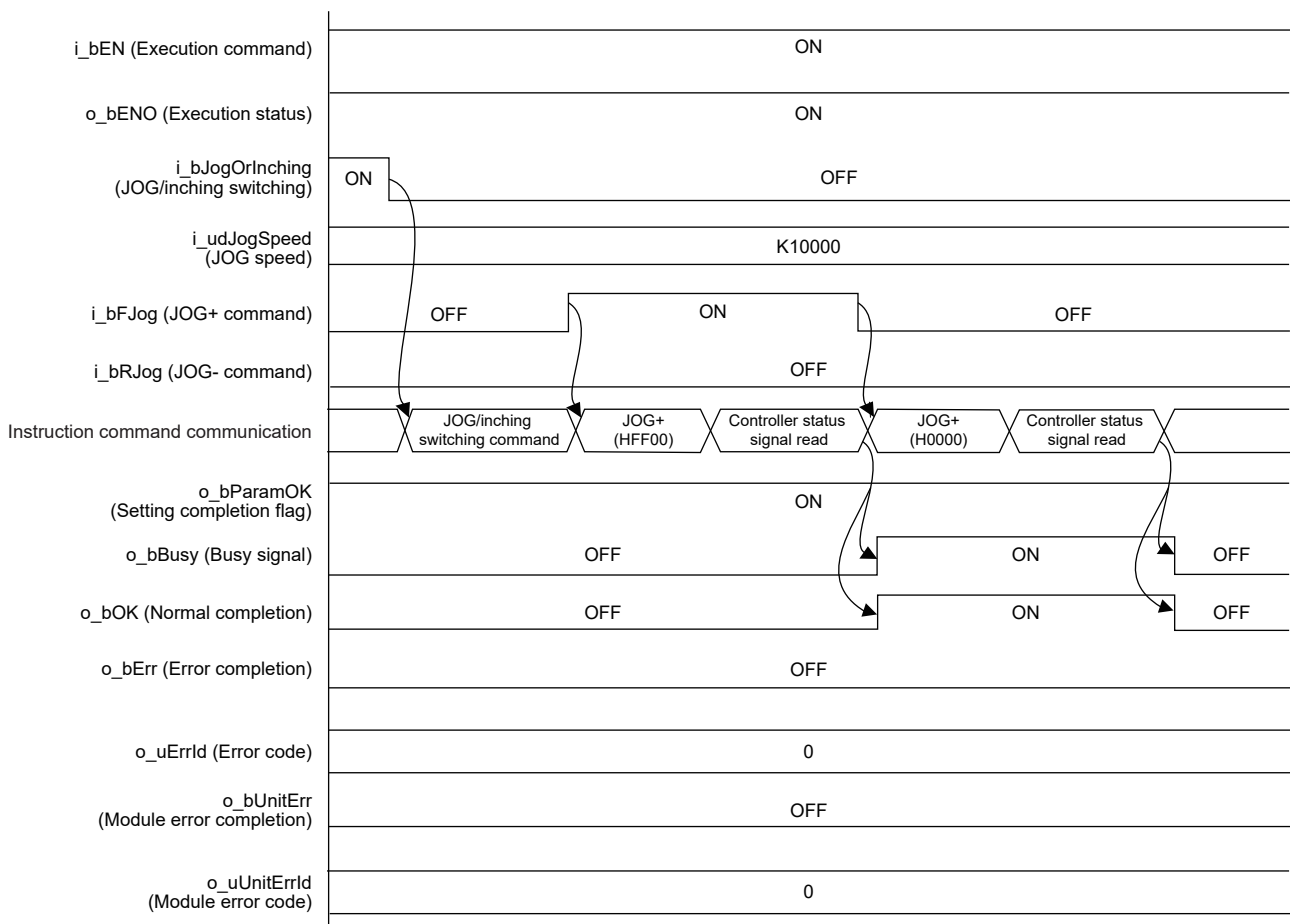 i_bEN (Execution command)
ON
o_bENO (Execution status)
ON
i_bJogOrInching
(JOG/inching switching)
ON
OFF
i_udJogSpeed
(JOG speed)
K10000
i_bFJog (JOG+ command)
OFF
ON
OFF
i_bRJog (JOG- command)
OFF
Instruction command communication
JOG/inching
switching command
JOG+
(HFF00)
Controller status
signal read
JOG+
(H0000)
Controller status
signal read
o_bParamOK
(Setting completion flag)
ON
o_bBusy (Busy signal)
OFF
ON
OFF
o_bOK (Normal completion)
OFF
ON
OFF
o_bErr (Error completion)
OFF
o_uErrId (Error code)
0
o_bUnitErr
(Module error completion)
OFF
o_uUnitErrId
(Module error code)
0